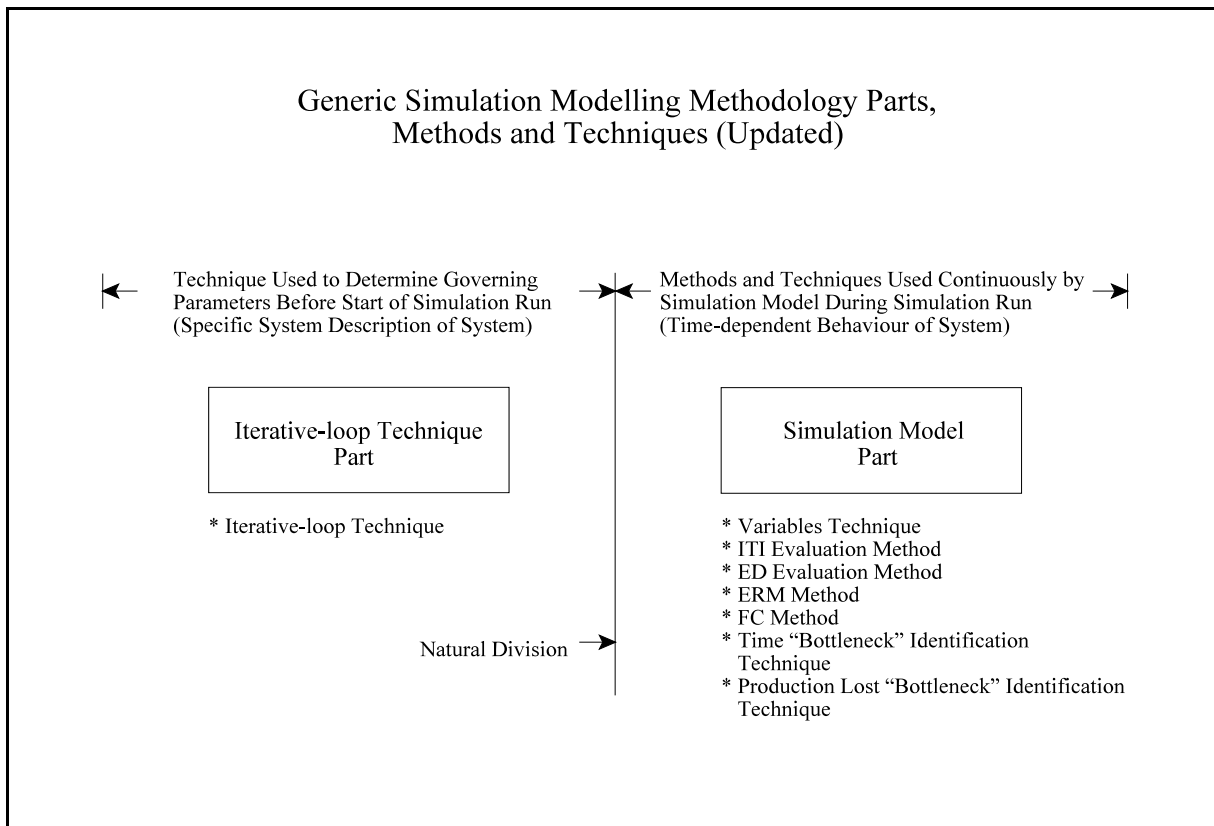 Generic Simulation Modelling Methodology Parts,
Methods and Techniques (Updated)
Technique Used to Determine Governing
Parameters Before Start of Simulation Run
(Specific System Description of System)
Methods and Techniques Used Continuously by
Simulation Model During Simulation Run
(Time-dependent Behaviour of System)
Iterative-loop Technique
Part
* Iterative-loop Technique
Simulation Model
Part
* Variables Technique
* ITI Evaluation Method
* ED Evaluation Method
* ERM Method
* FC Method
* Time “Bottleneck” Identification
Technique
* Production Lost “Bottleneck” Identification
Technique
Natural Division